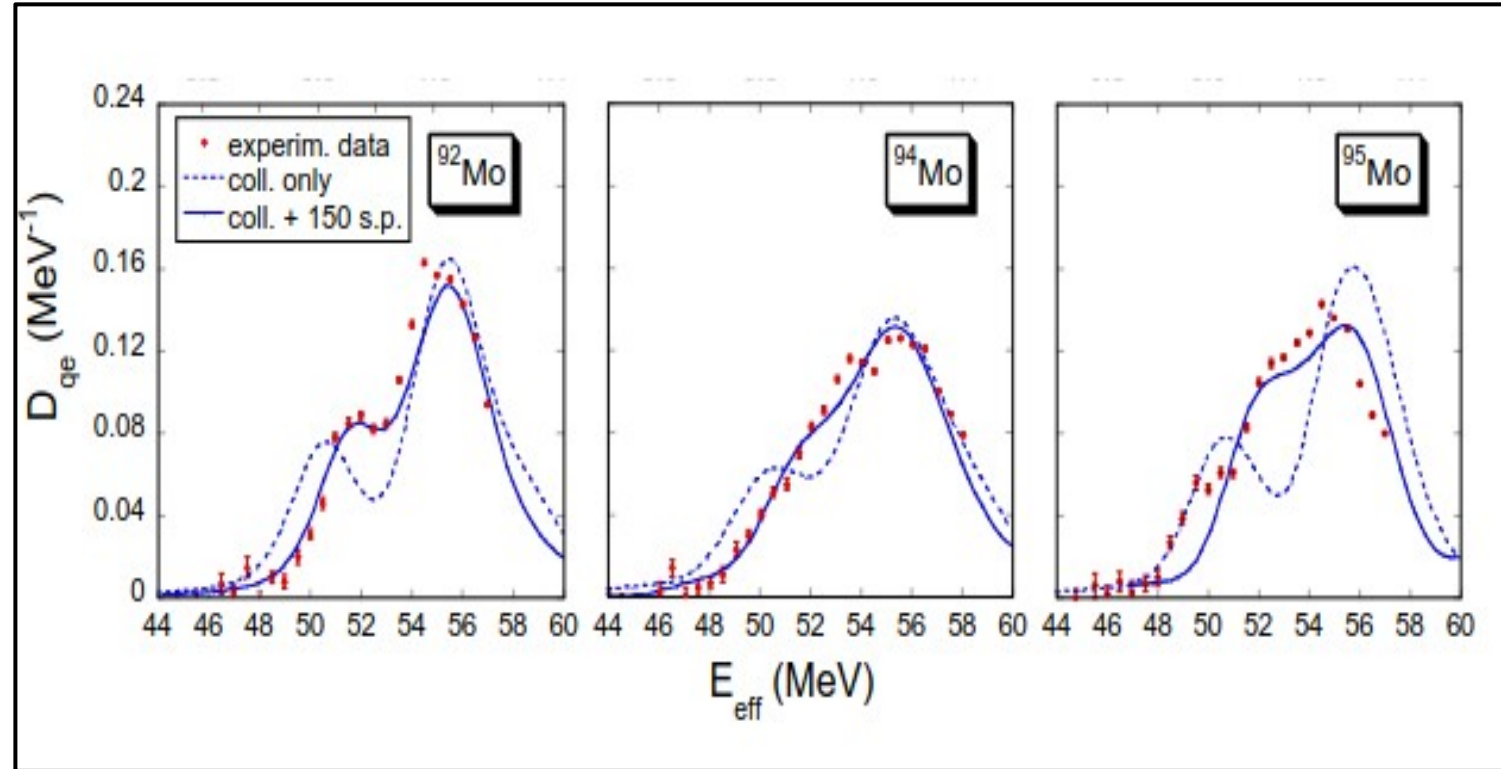 0.24
0.2
0.16
0.12
0.08
0.04
0
D_qe (MeV⁻¹)
experim. data
coll. only
coll. + 150 s.p.
⁹²Mo
⁹⁴Mo
⁹⁵Mo
44 46 48 50 52 54 56 58 60
44 46 48 50 52 54 56 58 60
44 46 48 50 52 54 56 58 60
E_eff (MeV)